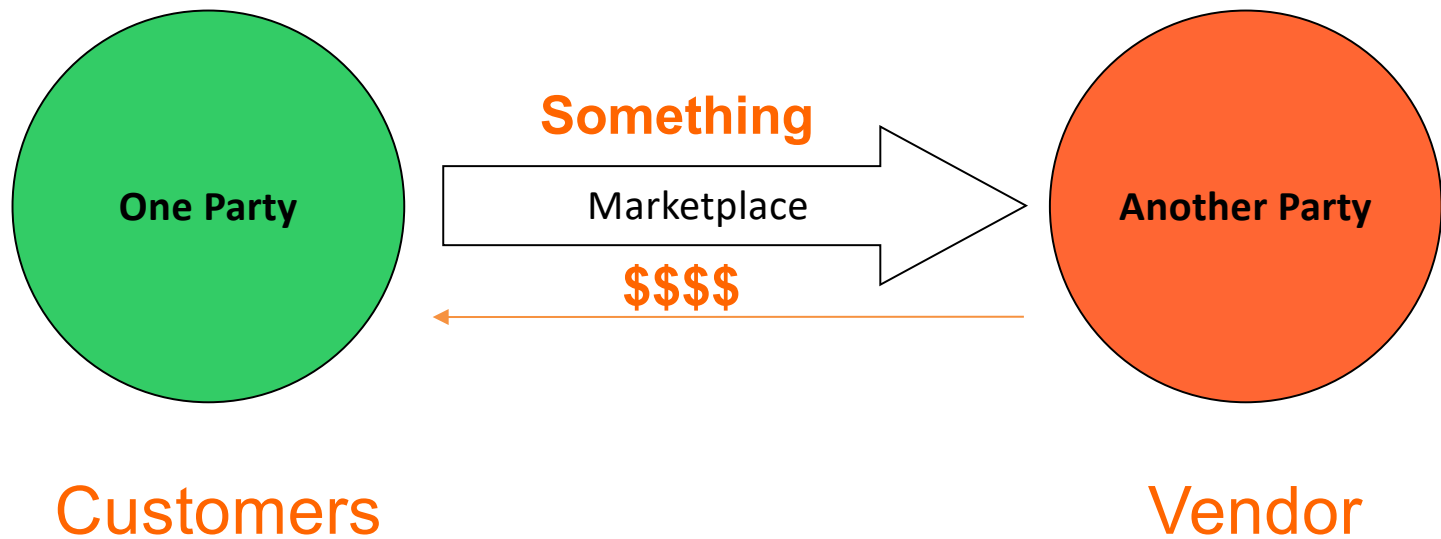 Something
One Party
Marketplace
Another Party
$$$$
Customers
Vendor